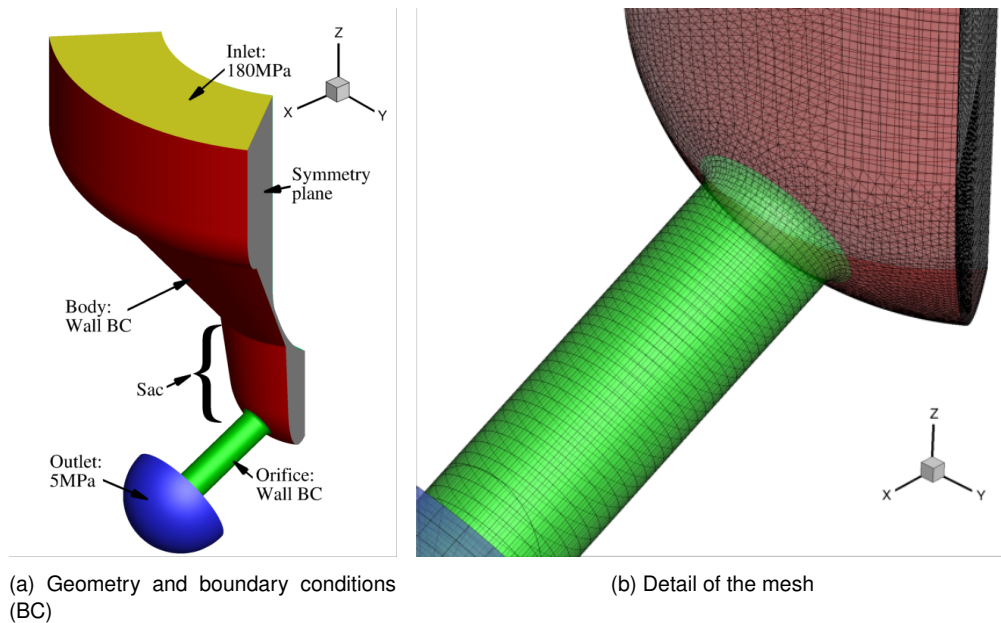 Inlet:
180MPa
Z
X
Y
Symmetry
plane
Body:
Wall BC
Sac
Outlet:
5MPa
Orifice:
Wall BC
Z
X
Y
(a) Geometry and boundary conditions
(BC)
(b) Detail of the mesh